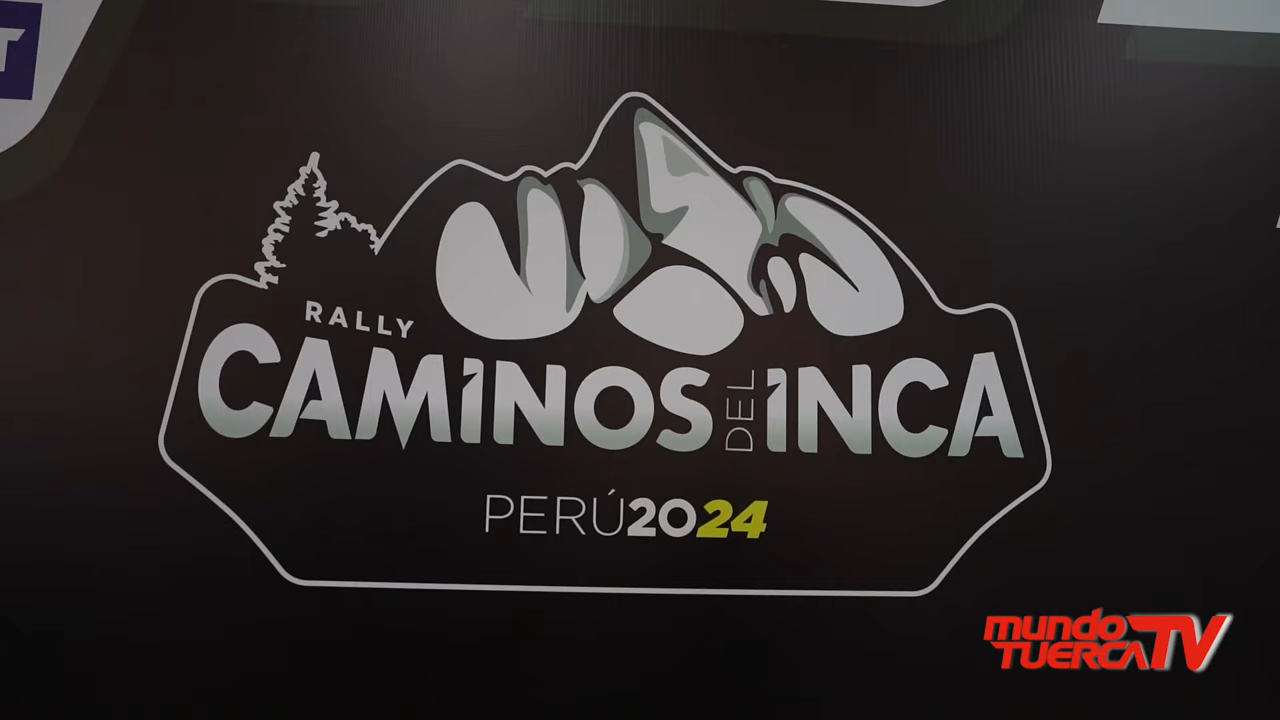 RALLY
CAMINOS DEL INCA
PERÚ2024
mundo
TUERCA TV